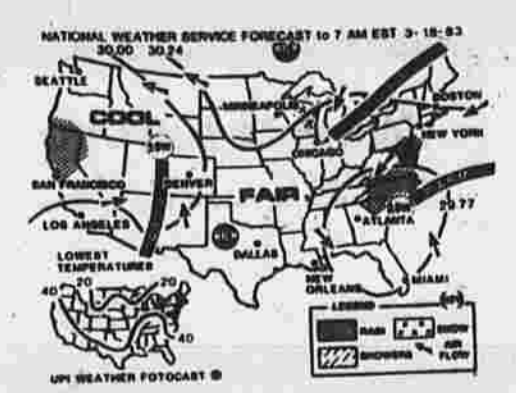 NATIONAL WEATHER SERVICE FORECAST to 7 AM EST 3-18-83
30.00 30.24
SEATTLE
COOL
MINNEAPOLIS
BOSTON
NEW YORK
CHICAGO
SAN FRANCISCO
DENVER
FAIR
29.77
LOS ANGELES
ATLANTA
LOWEST
TEMPERATURES
DALLAS
NEW
ORLEANS
MIAMI
40 20 20
40
LEGEND
RAIN
SNOW
SHOWERS
AIR
FLOW
UPI WEATHER FOTOCAST ®